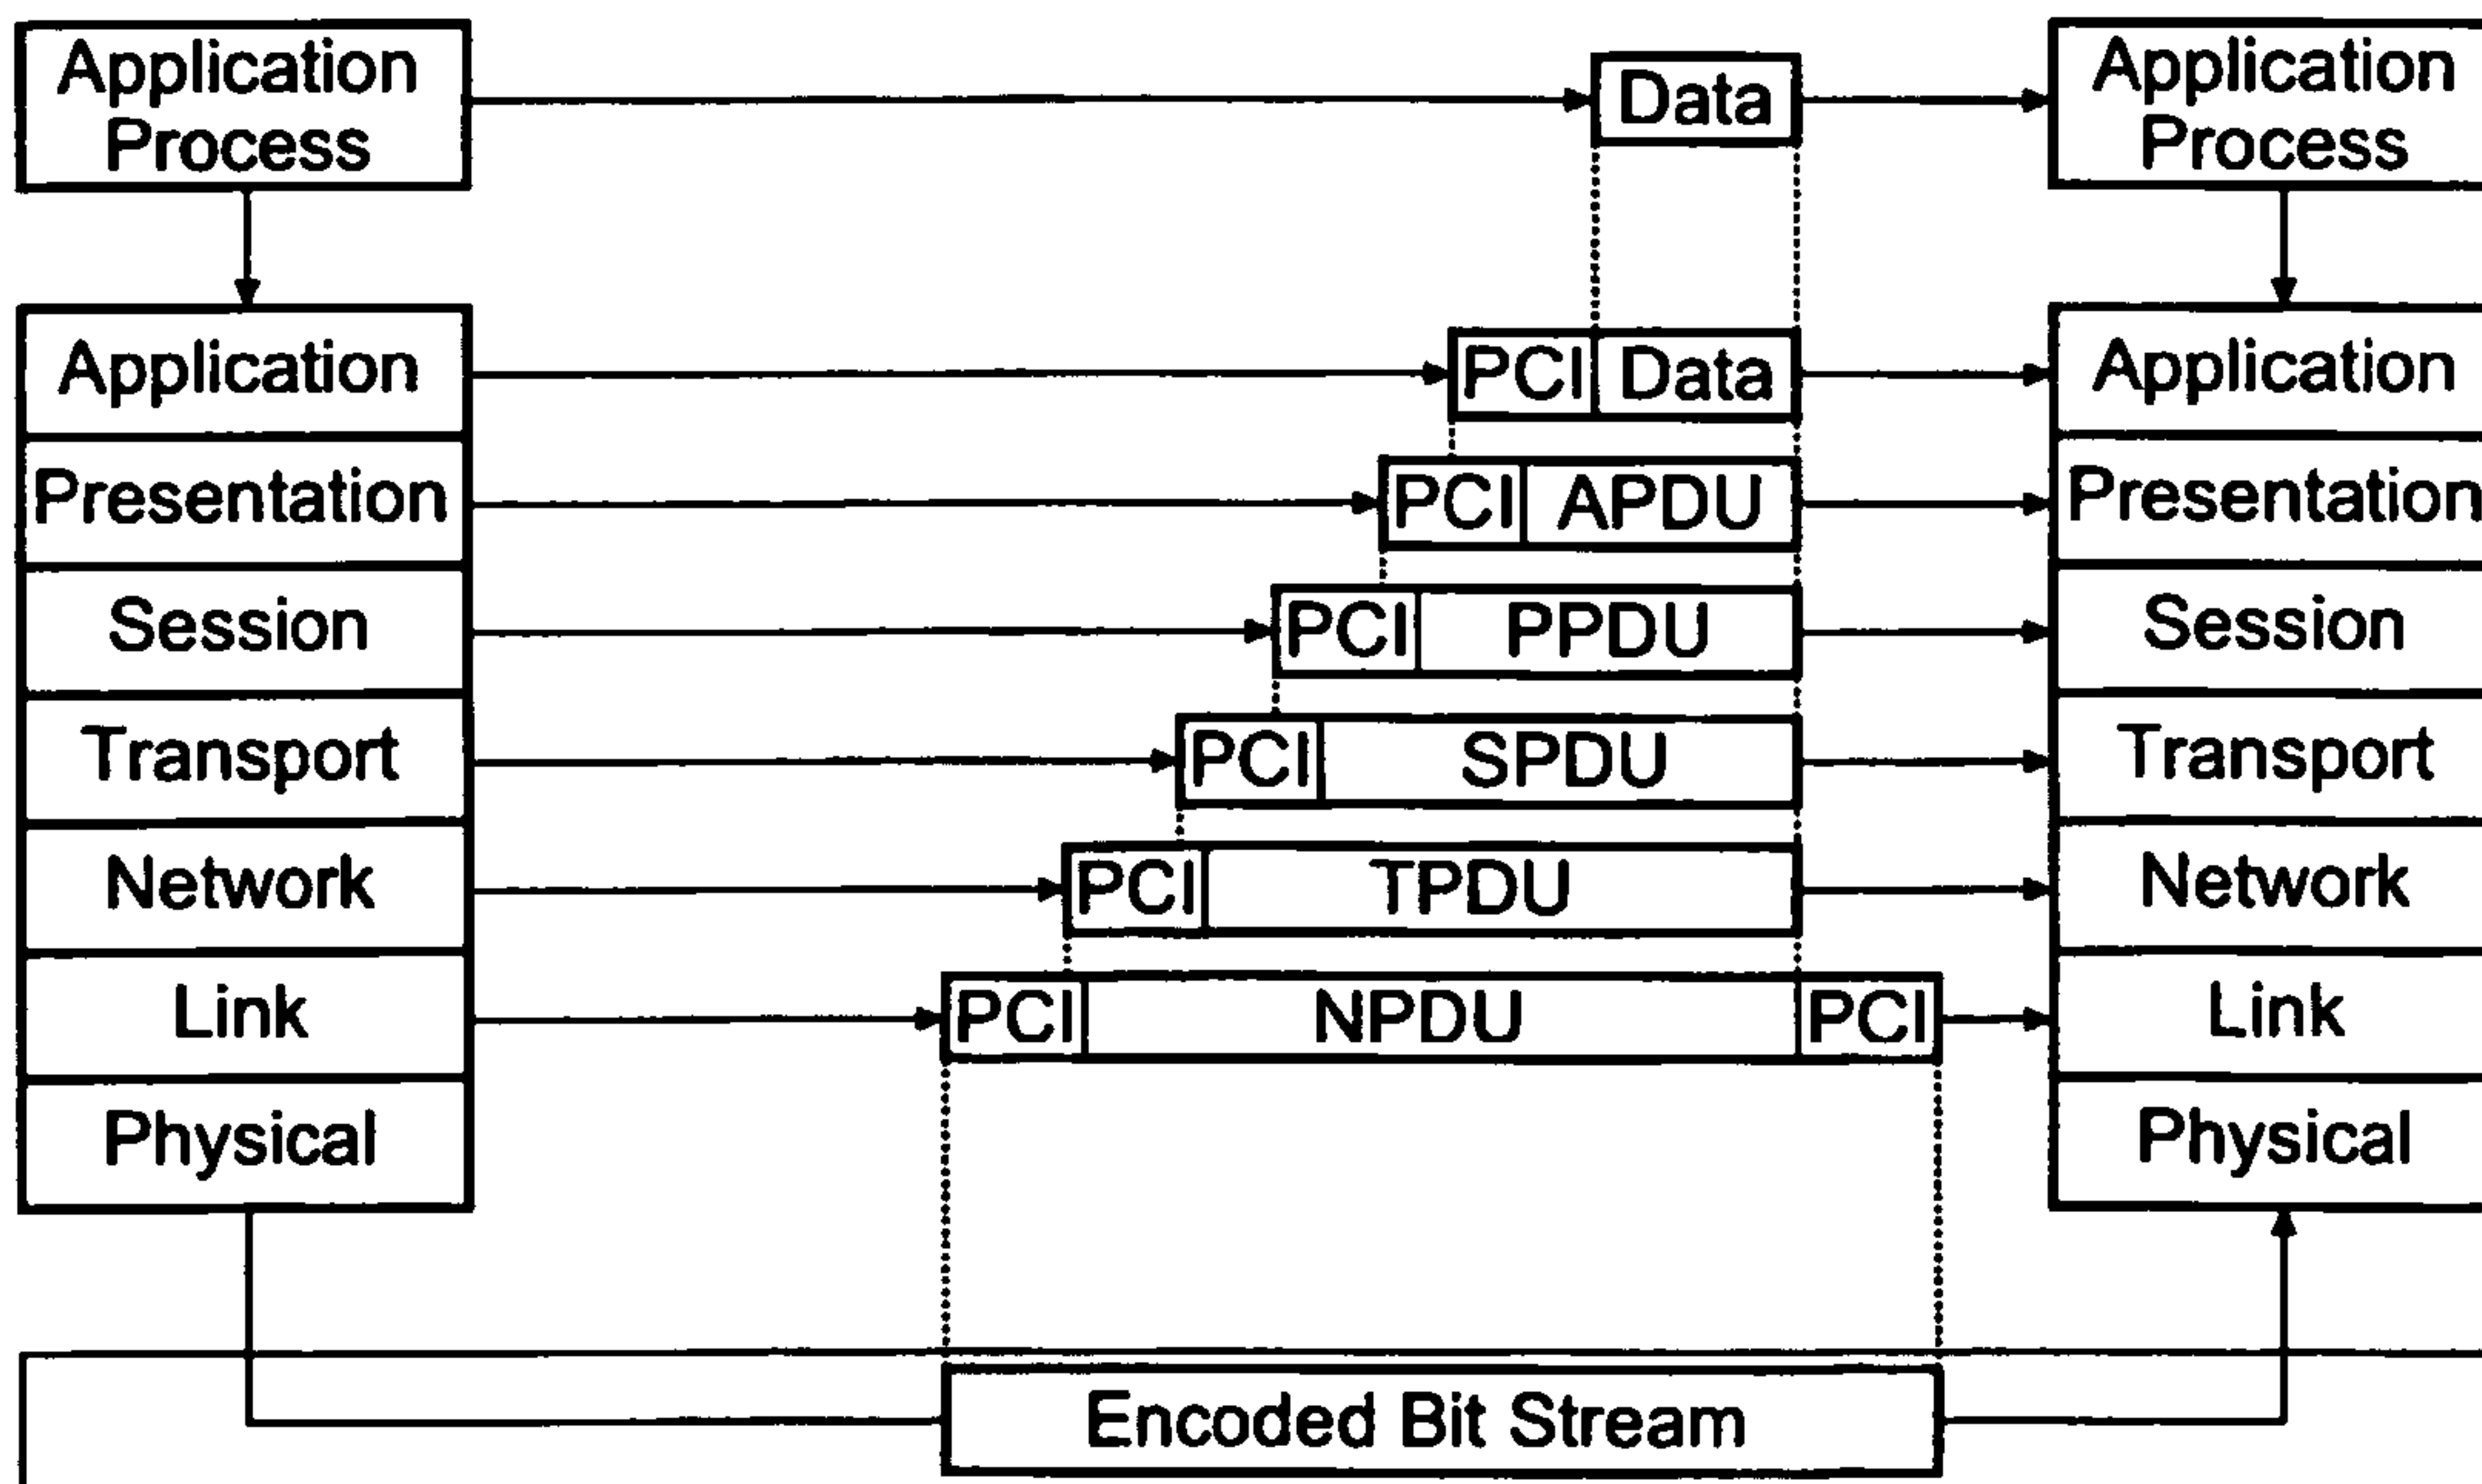 Application
Process
Data
Application
Process
Application
PCI Data
Application
Presentation
PCI APDU
Presentation
Session
PCI PPDU
Session
Transport
PCI SPDU
Transport
Network
PCI TPDU
Network
Link
PCI NPDU PCI
Link
Physical
Physical
Encoded Bit Stream